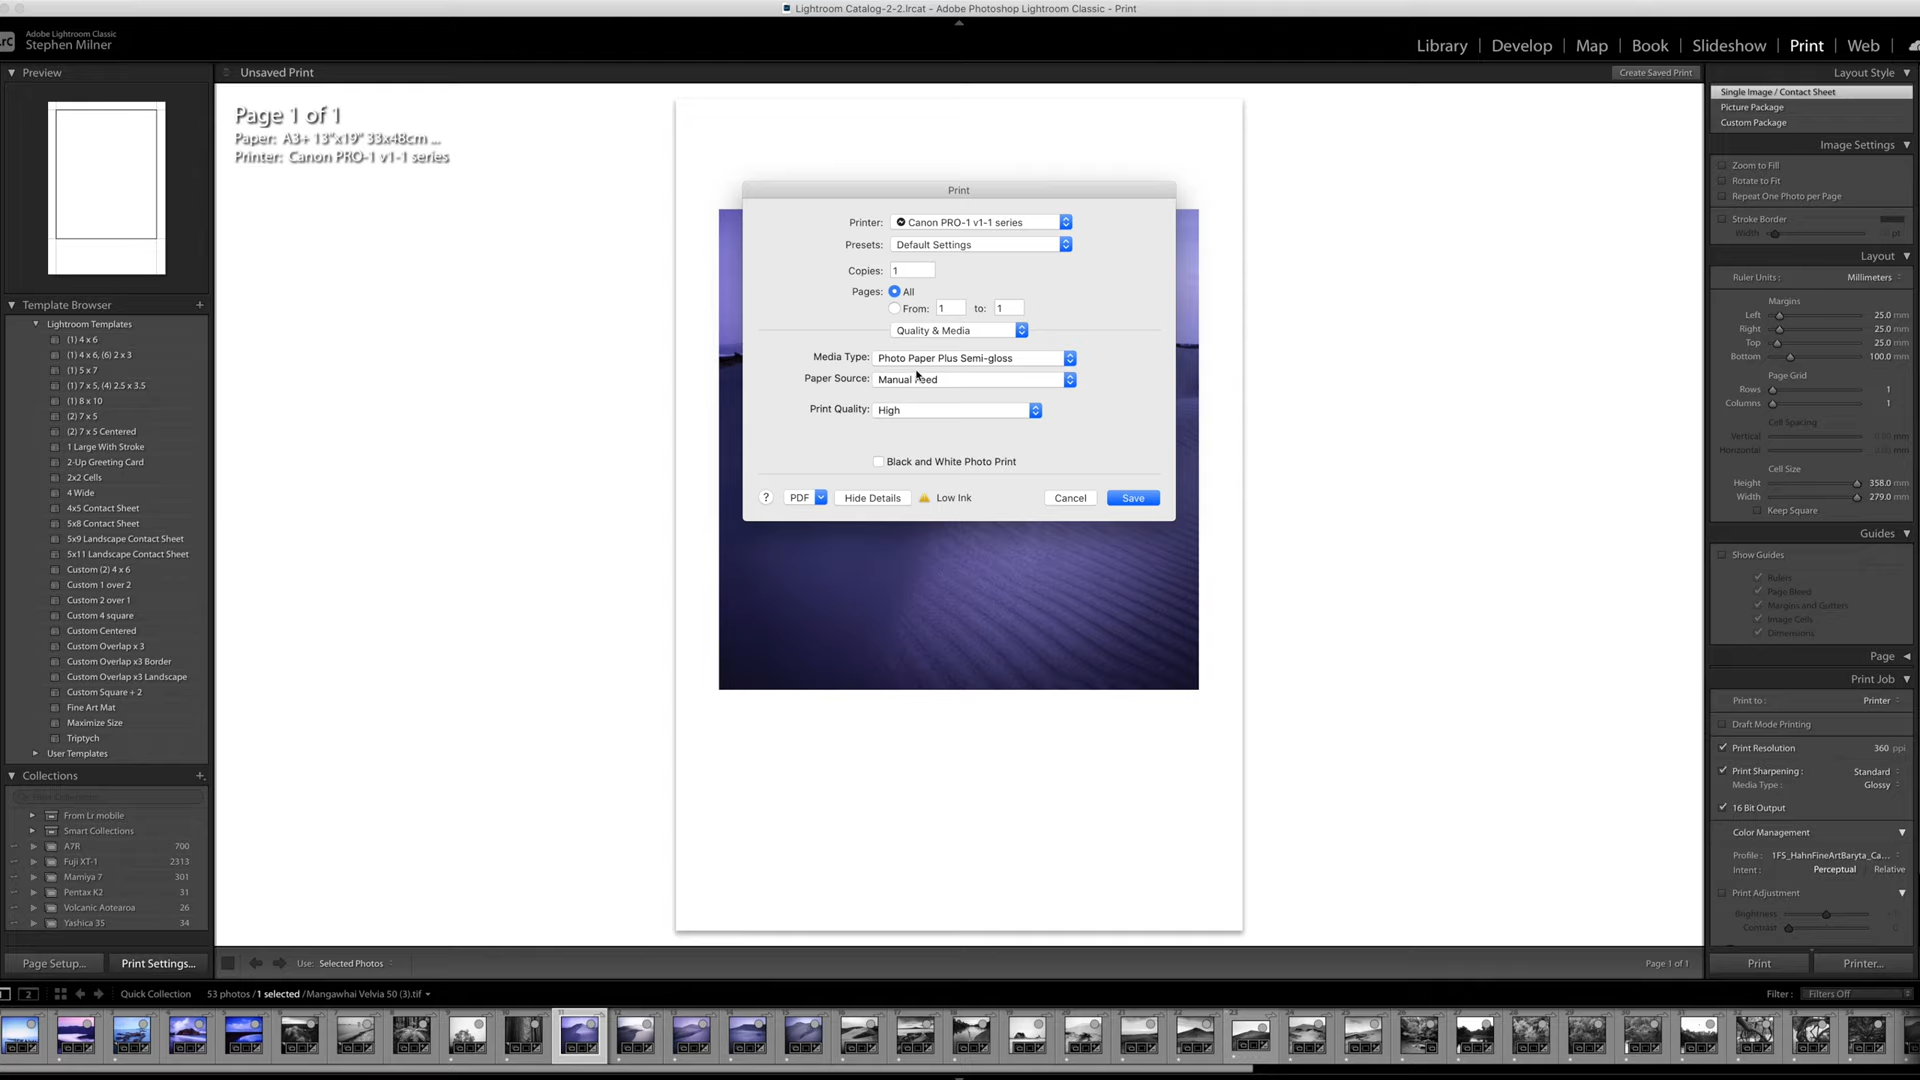 Lightroom Catalog-2-2.lrcat - Adobe Photoshop Lightroom Classic - Print
Adobe Lightroom Classic
Stephen Milner
Library | Develop | Map | Book | Slideshow | Print | Web
Preview
Unsaved Print
Create Saved Print
Page 1 of 1
Paper: A3+ 13"x19" 33x48cm ...
Printer: Canon PRO-1 v1-1 series
Template Browser
Lightroom Templates
(1) 4 x 6
(1) 4 x 6, (6) 2 x 3
(1) 5 x 7
(1) 7 x 5, (4) 2.5 x 3.5
(1) 8 x 10
(2) 7 x 5
(2) 7 x 5 Centered
1 Large With Stroke
2-Up Greeting Card
2x2 Cells
4 Wide
4x5 Contact Sheet
5x8 Contact Sheet
5x9 Landscape Contact Sheet
5x11 Landscape Contact Sheet
Custom (2) 4 x 6
Custom 1 over 2
Custom 2 over 1
Custom 4 square
Custom Centered
Custom Overlap x 3
Custom Overlap x3 Border
Custom Overlap x3 Landscape
Custom Square + 2
Fine Art Mat
Maximize Size
Triptych
User Templates
Collections
From Lr mobile
Smart Collections
A7R 700
Fuji XT-1 2313
Mamiya 7 301
Pentax K2 31
Volcanic Aotearoa 26
Yashica 35 34
Page Setup...
Print Settings...
Print
Printer: Canon PRO-1 v1-1 series
Presets: Default Settings
Copies: 1
Pages: All
From: 1 to: 1
Quality & Media
Media Type: Photo Paper Plus Semi-gloss
Paper Source: Manual Feed
Print Quality: High
Black and White Photo Print
? PDF Hide Details Low Ink Cancel Save
Use: Selected Photos
Page 1 of 1
Layout Style
Single Image / Contact Sheet
Picture Package
Custom Package
Image Settings
Zoom to Fill
Rotate to Fit
Repeat One Photo per Page
Stroke Border
Width pt
Layout
Ruler Units: Millimeters
Margins
Left 25.0 mm
Right 25.0 mm
Top 25.0 mm
Bottom 100.0 mm
Page Grid
Rows 1
Columns 1
Cell Spacing
Vertical 0.00 mm
Horizontal
Cell Size
Height 358.0 mm
Width 279.0 mm
Keep Square
Guides
Show Guides
Rulers
Page Bleed
Margins and Gutters
Image Cells
Dimensions
Page
Print Job
Print to: Printer
Draft Mode Printing
Print Resolution 360 ppi
Print Sharpening: Standard
Media Type: Glossy
16 Bit Output
Color Management
Profile: 1FS_HahnFineArtBaryta_Ca...
Intent: Perceptual Relative
Print Adjustment
Brightness
Contrast 0
Print
Printer...
2 Quick Collection 53 photos / 1 selected / Mangawhai Velvia 50 (3).tif
Filter: Filters Off